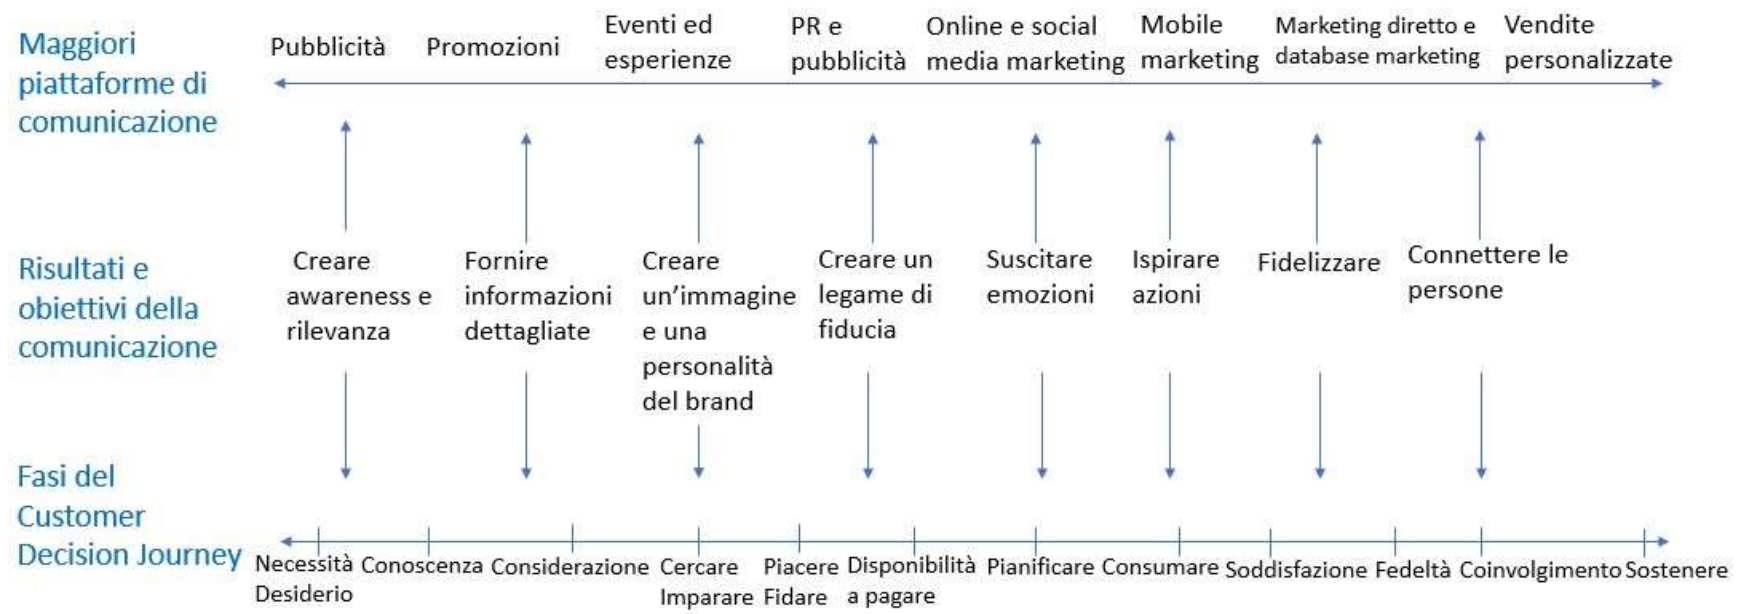 Maggiori
piattaforme di
comunicazione
Pubblicità
Promozioni
Eventi ed
esperienze
PR e
pubblicità
Online e social
media marketing
Mobile
marketing
Marketing diretto e
database marketing
Vendite
personalizzate
Risultati e
obiettivi della
comunicazione
Creare
awareness e
rilevanza
Fornire
informazioni
dettagliate
Creare
un'immagine
e una
personalità
del brand
Creare un
legame di
fiducia
Suscitare
emozioni
Ispirare
azioni
Fidelizzare
Connettere le
persone
Fasi del
Customer
Decision Journey
Necessità
Desiderio
Conoscenza
Considerazione
Cercare
Imparare
Piacere
Fidare
Disponibilità
a pagare
Pianificare
Consumare
Soddisfazione
Fedeltà
Coinvolgimento
Sostenere